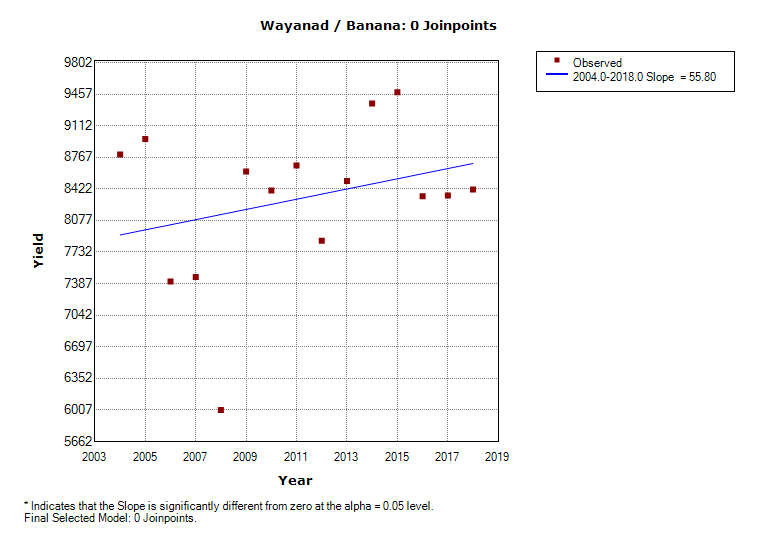 Wayanad / Banana: 0 Joinpoints
Observed
2004.0-2018.0 Slope = 55.80
9802
9457
9112
8767
8422
8077
7732
7387
7042
6697
6352
6007
5662
Yield
2003 2005 2007 2009 2011 2013 2015 2017 2019
Year
* Indicates that the Slope is significantly different from zero at the alpha = 0.05 level.
Final Selected Model: 0 Joinpoints.